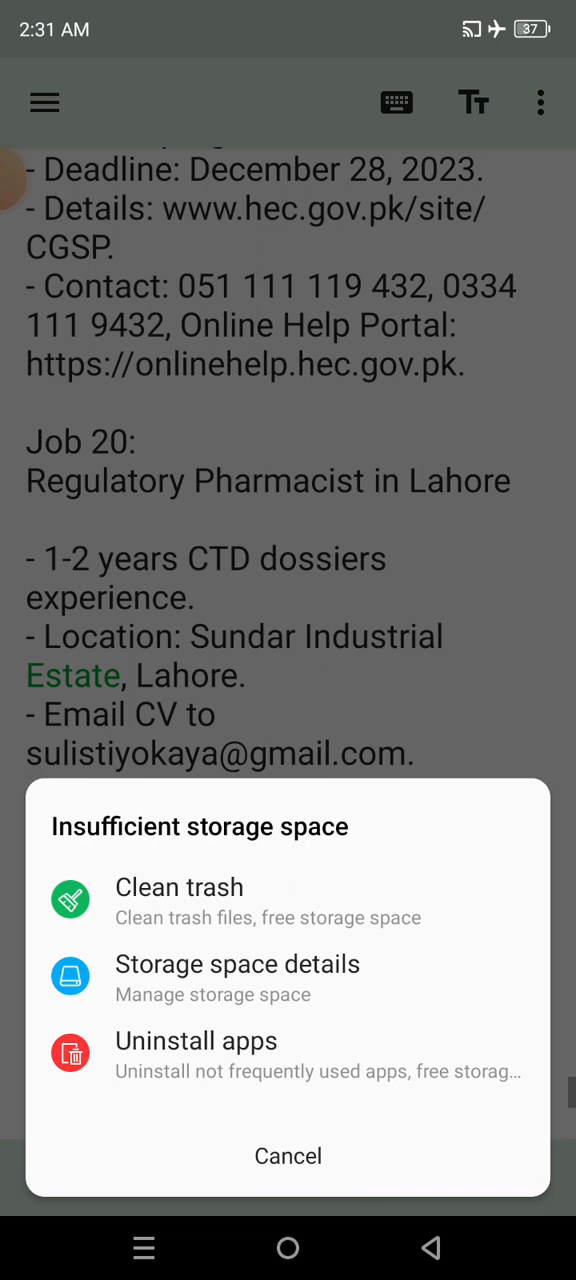 2:31 AM
37
- Deadline: December 28, 2023.
- Details: www.hec.gov.pk/site/
CGSP.
- Contact: 051 111 119 432, 0334
111 9432, Online Help Portal:
https://onlinehelp.hec.gov.pk.
Job 20:
Regulatory Pharmacist in Lahore
- 1-2 years CTD dossiers
experience.
- Location: Sundar Industrial
Estate, Lahore.
- Email CV to
sulistiyokaya@gmail.com.
Insufficient storage space
Clean trash
Clean trash files, free storage space
Storage space details
Manage storage space
Uninstall apps
Uninstall not frequently used apps, free storag...
Cancel